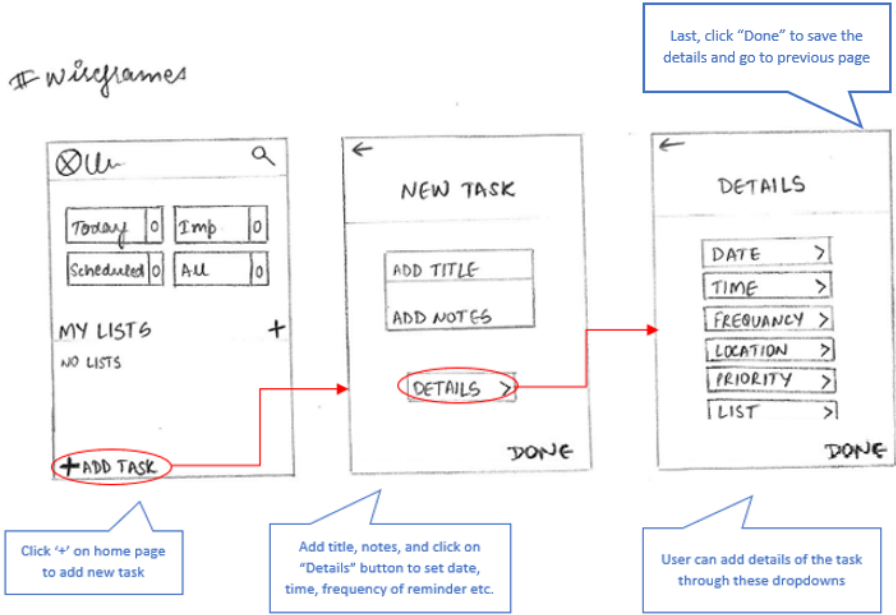 Last, click “Done” to save the
details and go to previous page
# Wireframes
Today 0
Imp. 0
Scheduled 0
All 0
MY LISTS +
NO LISTS
+ ADD TASK
←
NEW TASK
ADD TITLE
ADD NOTES
DETAILS >
DONE
←
DETAILS
DATE >
TIME >
FREQUANCY >
LOCATION >
PRIORITY >
LIST >
DONE
Click ‘+’ on home page
to add new task
Add title, notes, and click on
“Details” button to set date,
time, frequency of reminder etc.
User can add details of the task
through these dropdowns